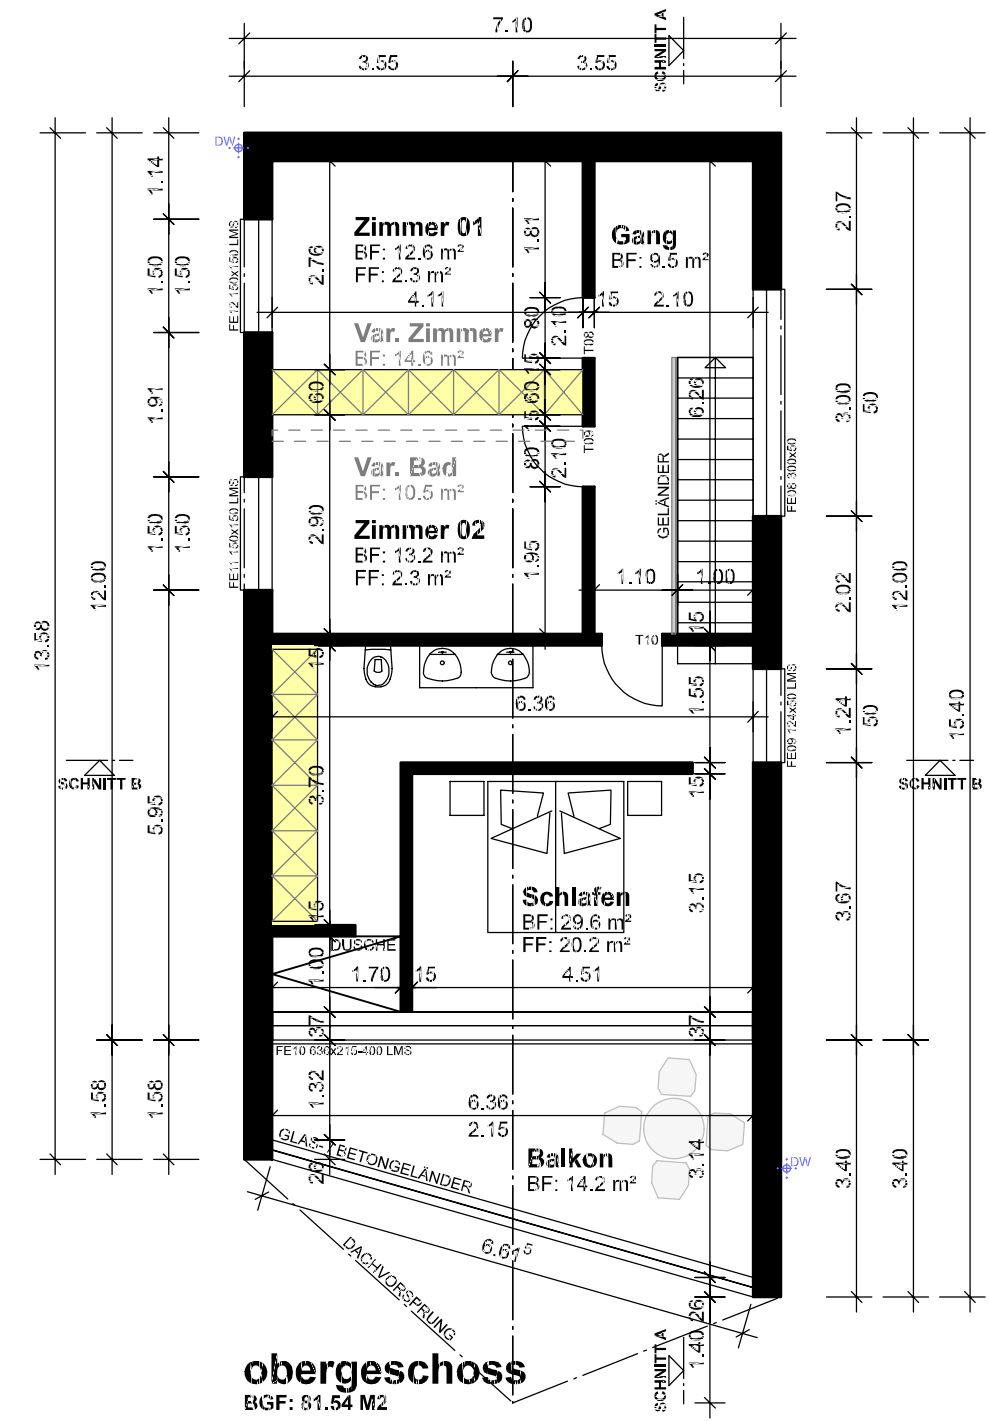 7.10
3.55
3.55
SCHNITT A
DW
1.14
1.50
1.50
1.91
1.50
1.50
5.95
1.58
12.00
1.58
13.58
FE12 150x150 LMS
FE11 150x150 LMS
2.07
3.00
50
2.02
1.24
50
3.67
3.40
12.00
3.40
15.40
FE08 300x50
FE09 124x50 LMS
Zimmer 01
BF: 12.6 m²
FF: 2.3 m²
2.76
1.81
4.11
15
2.10
Gang
BF: 9.5 m²
Var. Zimmer
BF: 14.6 m²
80
2.10
T08
15
60
60
15
80
2.10
T09
6.26
GELÄNDER
Var. Bad
BF: 10.5 m²
Zimmer 02
BF: 13.2 m²
FF: 2.3 m²
2.90
1.95
1.10
1.00
15
T10
15
1.55
6.36
SCHNITT B
SCHNITT B
3.70
15
Schlafen
BF: 29.6 m²
FF: 20.2 m²
3.15
15
DUSCHE
1.00
1.70
15
4.51
37
37
FE10 636x215-400 LMS
1.32
6.36
2.15
GLAS-/BETONGELÄNDER
20
Balkon
BF: 14.2 m²
3.14
DW
6.61⁵
DACHVORSPRUNG
26
1.40
SCHNITT A
obergeschoss
BGF: 81.54 M2